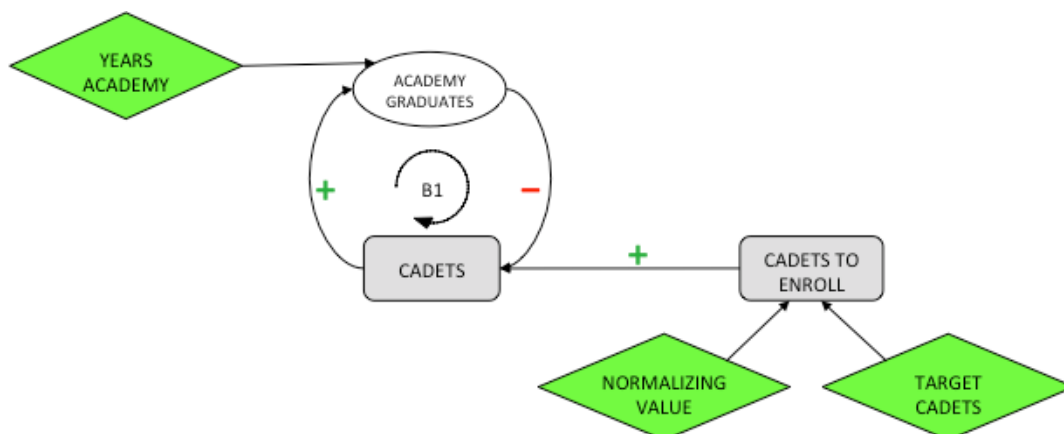 YEARS
ACADEMY
ACADEMY
GRADUATES
+
B1
−
CADETS
+
CADETS TO
ENROLL
NORMALIZING
VALUE
TARGET
CADETS